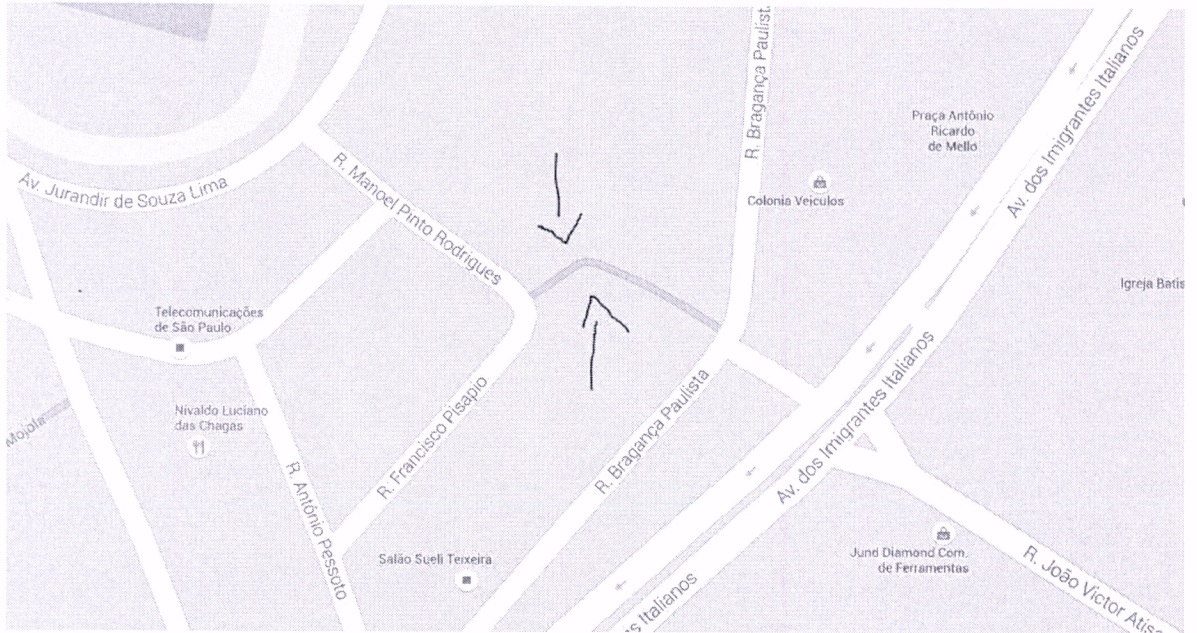 R. Bragança Paulist.
Av. dos Imigrantes Italianos
Praça Antônio
Ricardo
de Mello
R. Manoel Pinto Rodrigues
Av. Jurandir de Souza Lima
Colonia Veiculos
Igreja Batis
Telecomunicações
de São Paulo
Av. dos Imigrantes Italianos
R. Francisco Pisapio
R. Bragança Paulista
Nivaldo Luciano
das Chagas
Mojola
R. Antônio Pessoto
Salão Sueli Teixeira
Jund Diamond Com.
de Ferramentas
R. João Victor Atiso
es Italianos